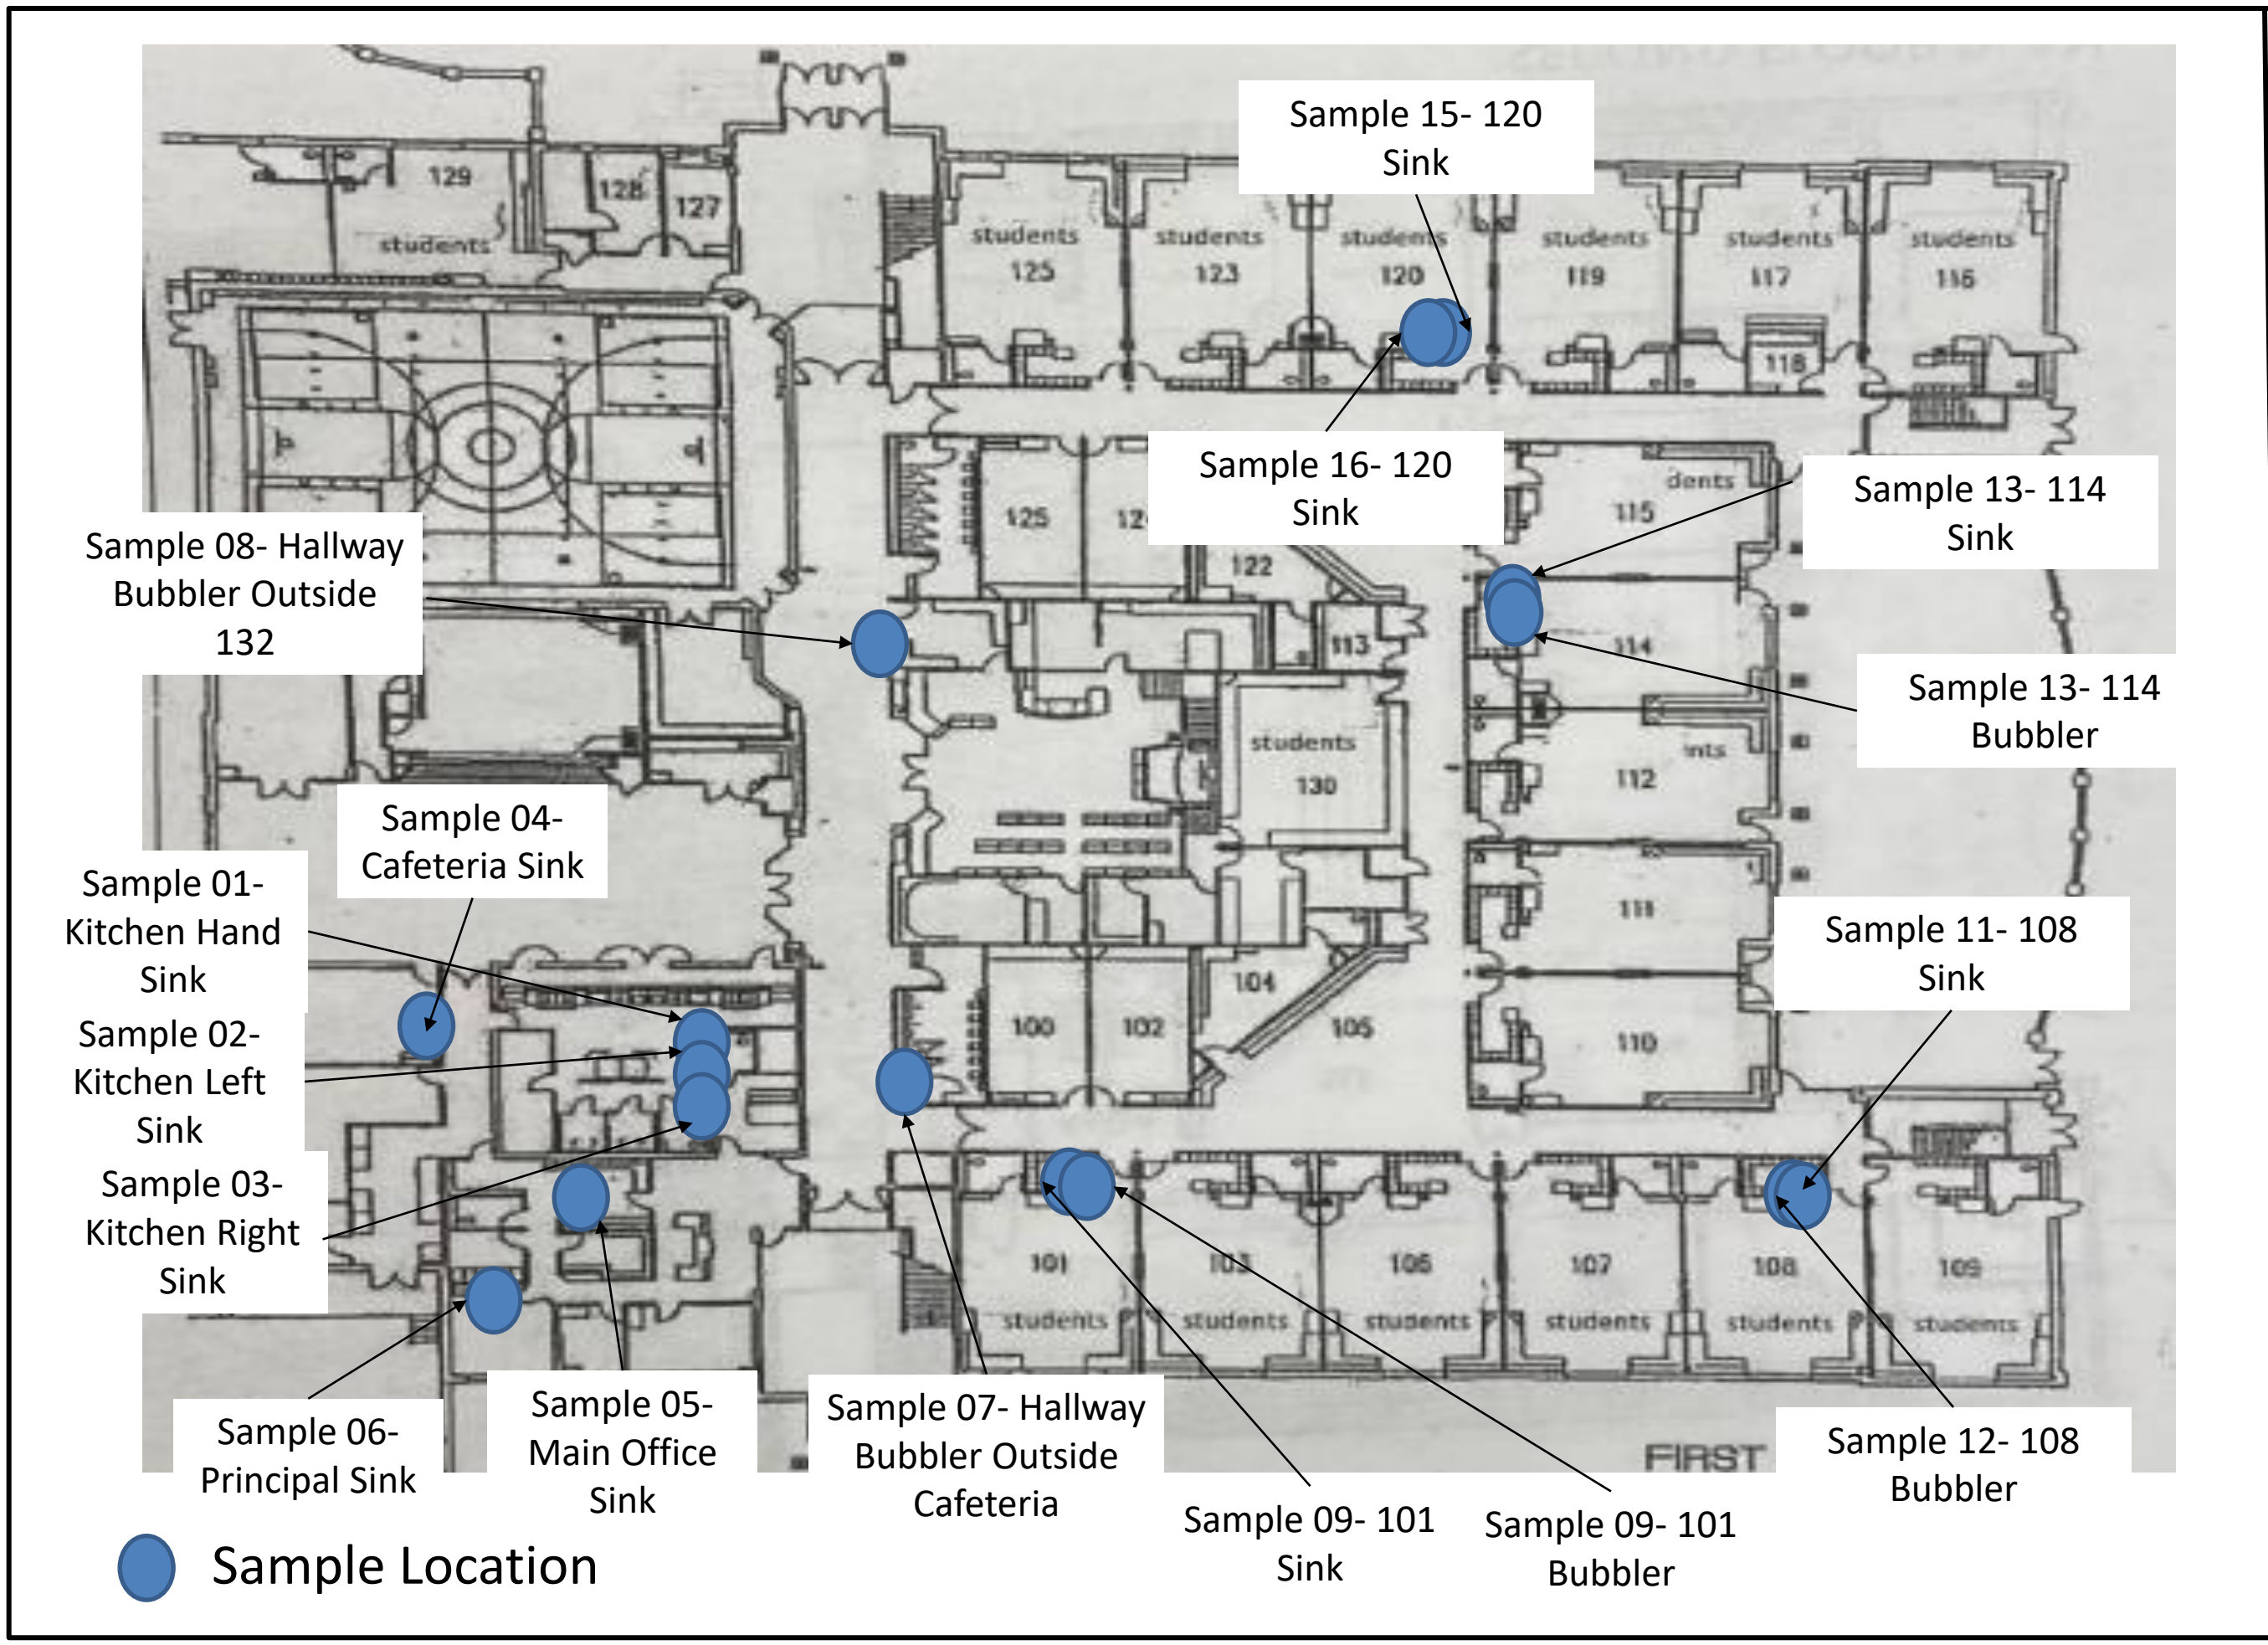 Sample 15- 120
Sink
129
128
127
students
students
125
students
123
students
120
students
119
students
117
students
116
118
Sample 16- 120
Sink
Sample 13- 114
Sink
dents
115
125
122
Sample 08- Hallway
Bubbler Outside
132
113
114
Sample 13- 114
Bubbler
students
130
nts
112
Sample 04-
Cafeteria Sink
Sample 01-
Kitchen Hand
Sink
111
Sample 11- 108
Sink
104
100
102
105
110
Sample 02-
Kitchen Left
Sink
Sample 03-
Kitchen Right
Sink
101
103
106
107
108
109
students
students
students
students
students
students
Sample 06-
Principal Sink
Sample 05-
Main Office
Sink
Sample 07- Hallway
Bubbler Outside
Cafeteria
FIRST
Sample 12- 108
Bubbler
Sample 09- 101
Sink
Sample 09- 101
Bubbler
Sample Location